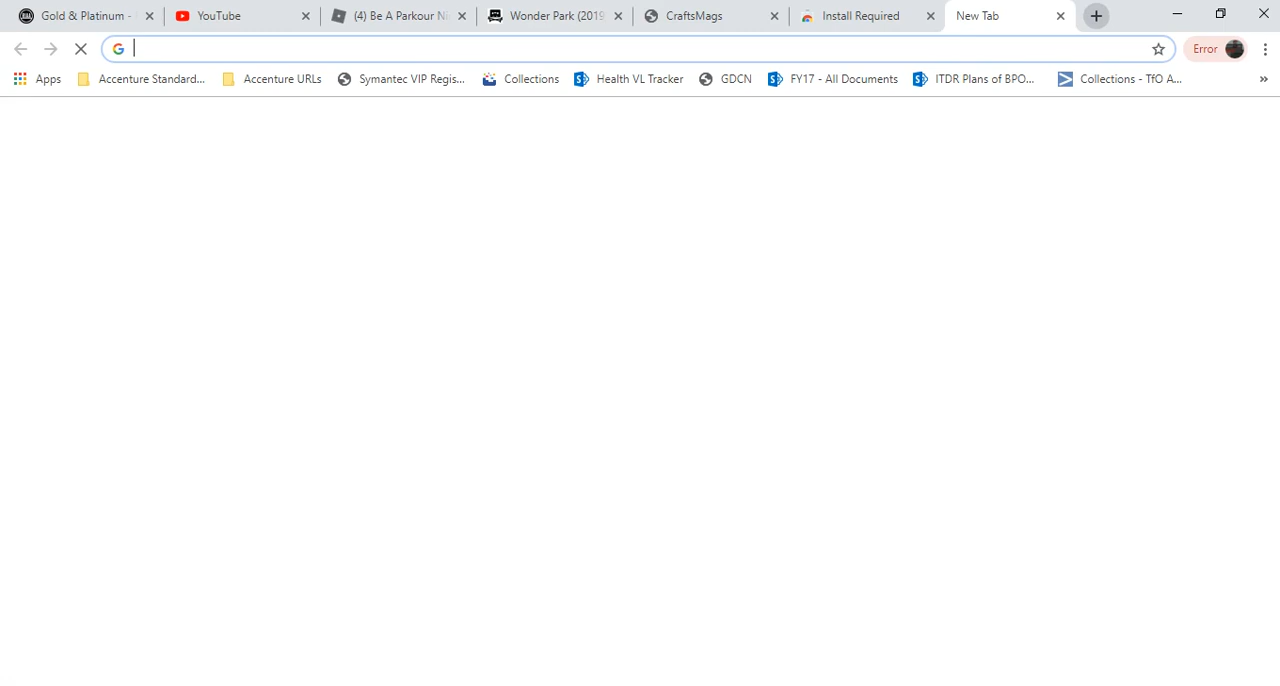 Gold & Platinum -
YouTube
(4) Be A Parkour Ni
Wonder Park (2019
CraftsMags
Install Required
New Tab
Error
Apps
Accenture Standard...
Accenture URLs
Symantec VIP Regis...
Collections
Health VL Tracker
GDCN
FY17 - All Documents
ITDR Plans of BPO...
Collections - TfO A...